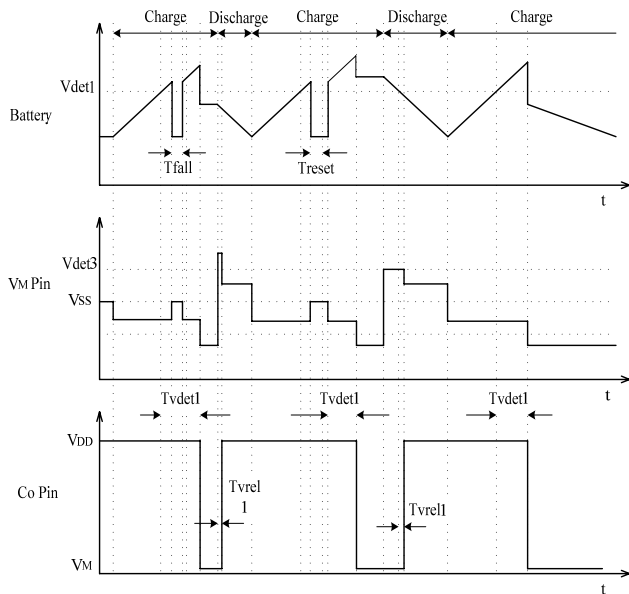 Charge Discharge Charge Discharge Charge
Vdet1
Battery
Tfall Treset
t
Vdet3
VM Pin
VSS
t
Tvdet1 Tvdet1 Tvdet1
VDD
Co Pin
Tvrel
1
Tvrel1
VM
t